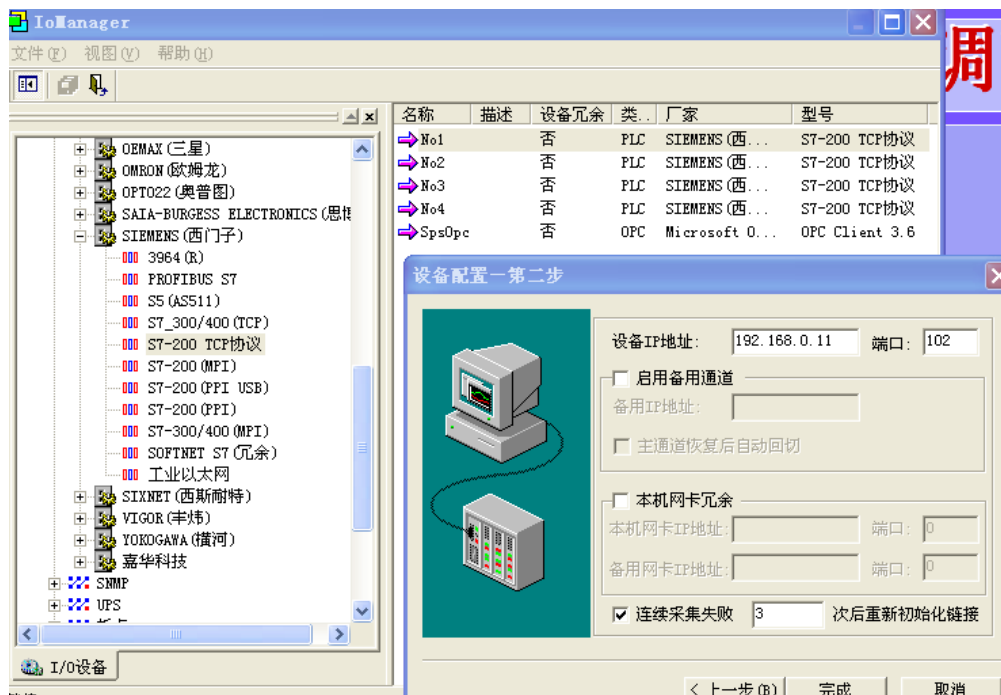 IoManager
调
文件(F) 视图(V) 帮助(H)
OEMAX(三星)
OMRON(欧姆龙)
OPTO22(奥普图)
SAIA-BURGESS ELECTRONICS(思博
SIEMENS(西门子)
3964(R)
PROFIBUS S7
S5(AS511)
S7_300/400(TCP)
S7-200 TCP协议
S7-200(MPI)
S7-200(PPI USB)
S7-200(PPI)
S7-300/400(MPI)
SOFTNET S7(冗余)
工业以太网
SIXNET(西斯耐特)
VIGOR(丰炜)
YOKOGAWA(横河)
嘉华科技
SNMP
UPS
I/O设备
名称 描述 设备冗余 类.. 厂家 型号
No1 否 PLC SIEMENS(西... S7-200 TCP协议
No2 否 PLC SIEMENS(西... S7-200 TCP协议
No3 否 PLC SIEMENS(西... S7-200 TCP协议
No4 否 PLC SIEMENS(西... S7-200 TCP协议
SpsOpc 否 OPC Microsoft O... OPC Client 3.6
设备配置-第二步
设备IP地址: 192.168.0.11 端口: 102
启用备用通道
备用IP地址:
主通道恢复后自动回切
本机网卡冗余
本机网卡IP地址: 端口: 0
备用网卡IP地址: 端口: 0
连续采集失败 3 次后重新初始化链接
< 上一步(B) 完成 取消